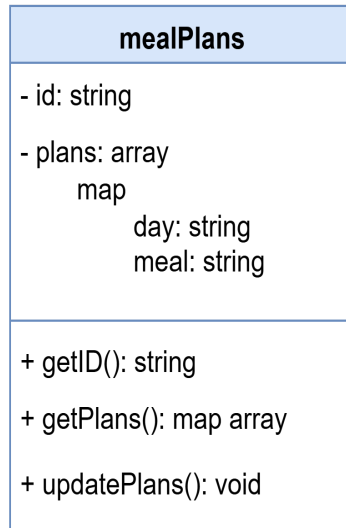 mealPlans
- id: string
- plans: array
map
day: string
meal: string
+ getID(): string
+ getPlans(): map array
+ updatePlans(): void